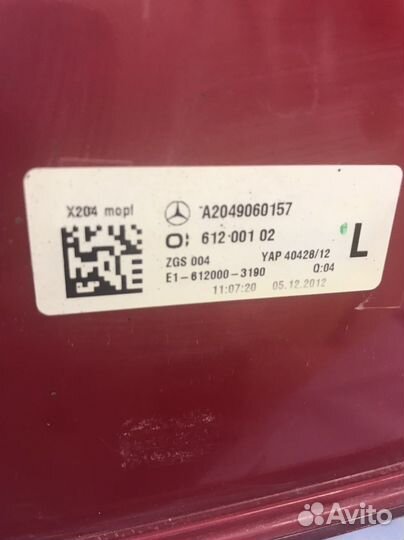 X204 mopf
A2049060157
612 001 02
ZGS 004 YAP 40428/12
E1-612000-3190 Q:04
11:07:20 05.12.2012
L
Avito